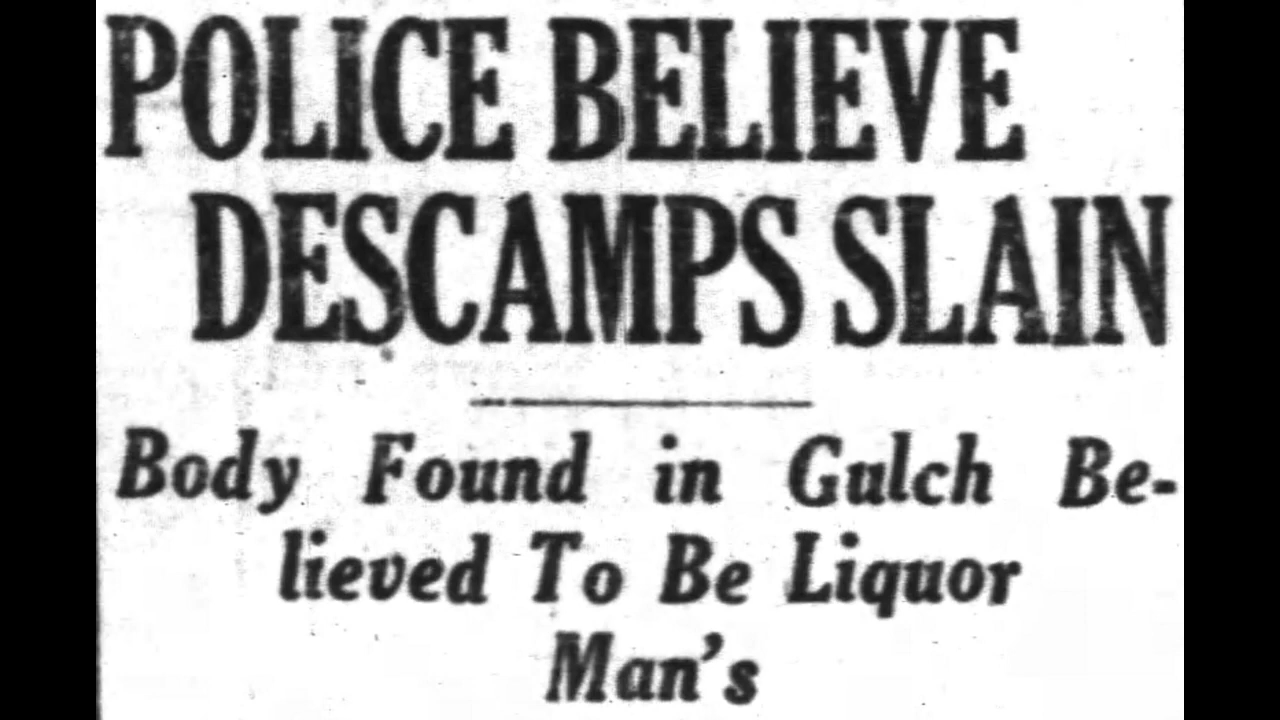 POLICE BELIEVE
DESCAMPS SLAIN
Body Found in Gulch Be-
lieved To Be Liquor
Man's